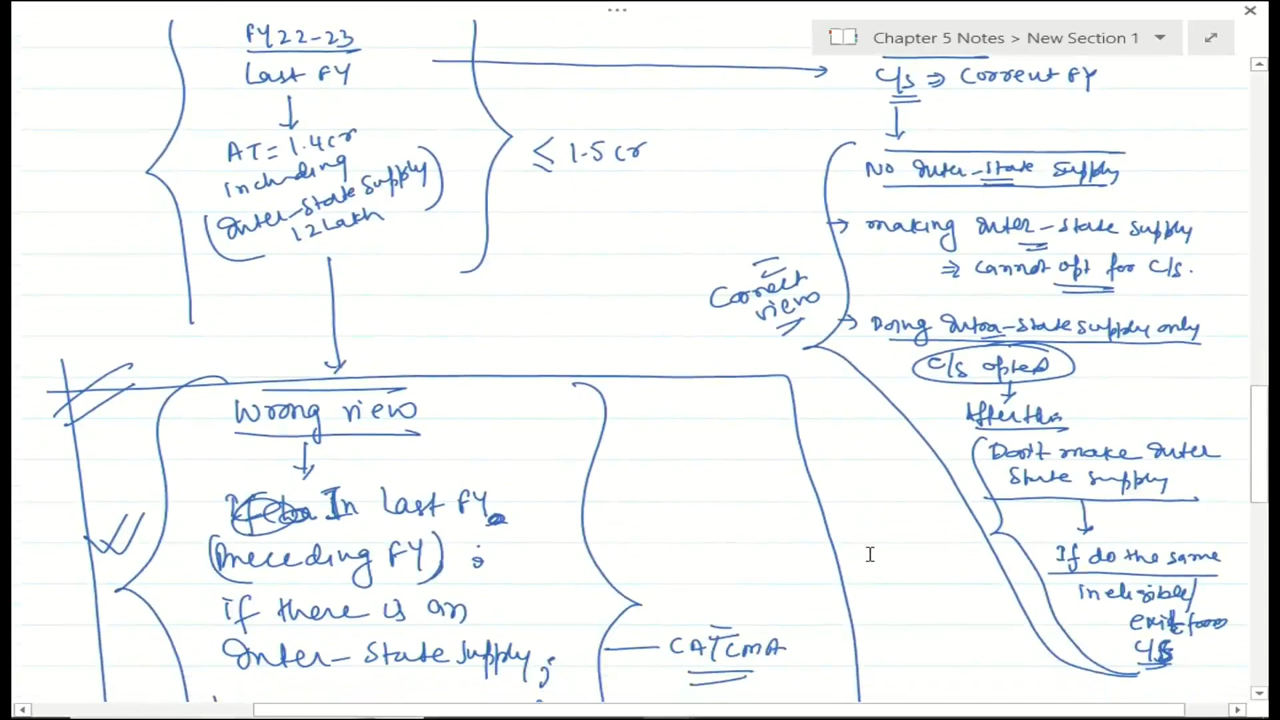 Chapter 5 Notes > New Section 1
FY22-23
Last FY
AT = 1.4cr
including
(Inter-State Supply)
12 Lakh
≤ 1.5 cr
C/S ⇒ Current FY
No Inter-State Supply
→ making Inter-State Supply
⇒ cannot opt for C/S.
→ Doing Intra-State supply only
C/S opted
After this
Don't make Inter
State supply
If do the same
ineligible/
exit from
C/S
Correct
view
Wrong view
In last FY
(Preceding FY) ;
if there is an
Inter-State supply ;
CATCMA